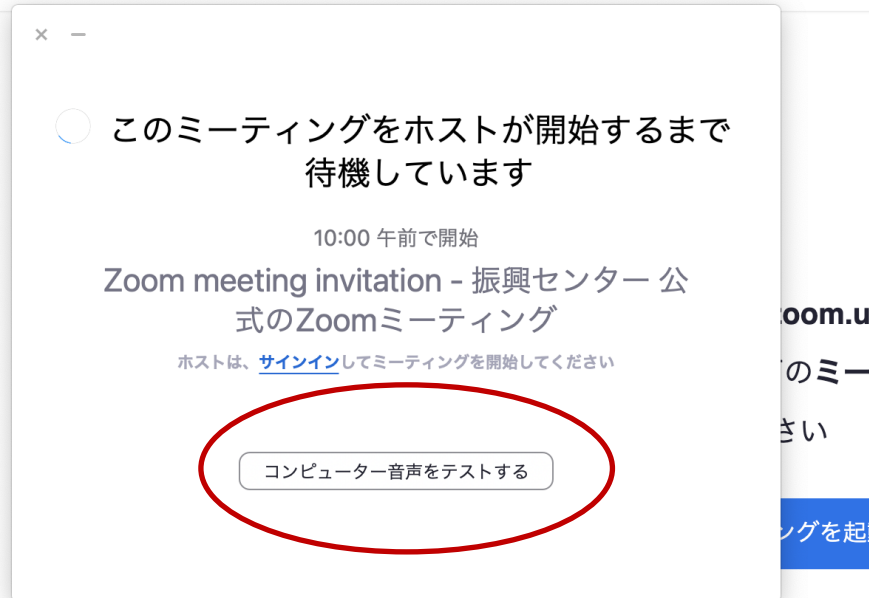 このミーティングをホストが開始するまで
待機しています
10:00 午前で開始
Zoom meeting invitation - 振興センター 公
式のZoomミーティング
ホストは、サインインしてミーティングを開始してください
コンピューター音声をテストする
oom.u
のミー
さい
ングを起